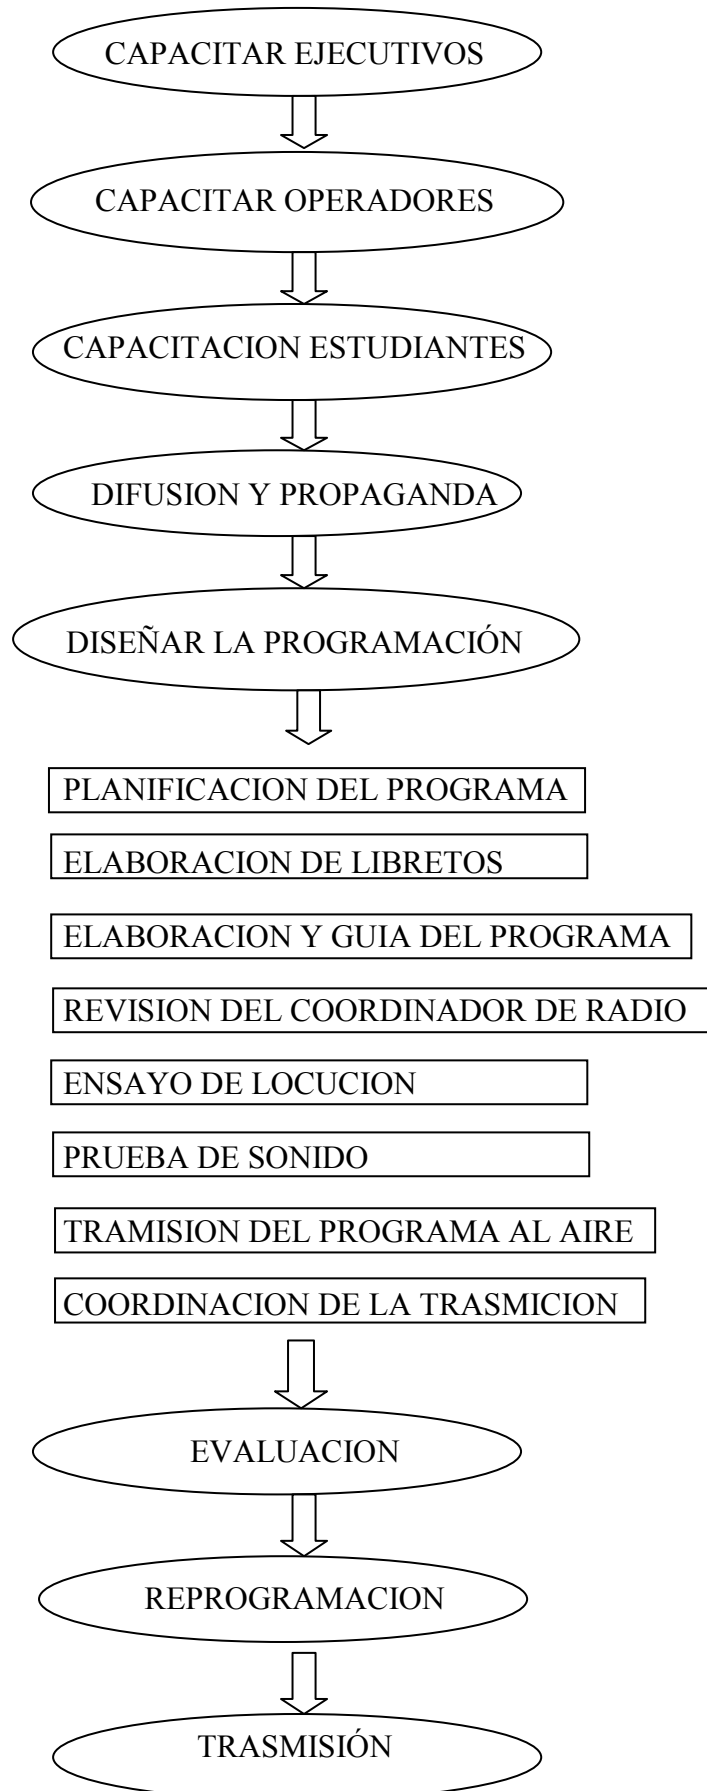 CAPACITAR EJECUTIVOS
CAPACITAR OPERADORES
CAPACITACION ESTUDIANTES
DIFUSION Y PROPAGANDA
DISEÑAR LA PROGRAMACIÓN
PLANIFICACION DEL PROGRAMA
ELABORACION DE LIBRETOS
ELABORACION Y GUIA DEL PROGRAMA
REVISION DEL COORDINADOR DE RADIO
ENSAYO DE LOCUCION
PRUEBA DE SONIDO
TRAMISION DEL PROGRAMA AL AIRE
COORDINACION DE LA TRASMICION
EVALUACION
REPROGRAMACION
TRASMISIÓN